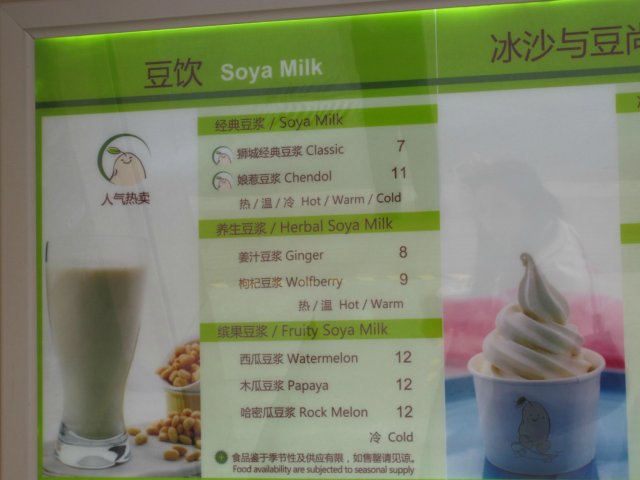 豆饮 Soya Milk
冰沙与豆尚
人气热卖
经典豆浆 / Soya Milk
狮城经典豆浆 Classic 7
娘惹豆浆 Chendol 11
热 / 温 / 冷 Hot / Warm / Cold
养生豆浆 / Herbal Soya Milk
姜汁豆浆 Ginger 8
枸杞豆浆 Wolfberry 9
热 / 温 Hot / Warm
缤果豆浆 / Fruity Soya Milk
西瓜豆浆 Watermelon 12
木瓜豆浆 Papaya 12
哈密瓜豆浆 Rock Melon 12
冷 Cold
食品鉴于季节性及供应有限，如售罄请见谅。
Food availability are subjected to seasonal supply